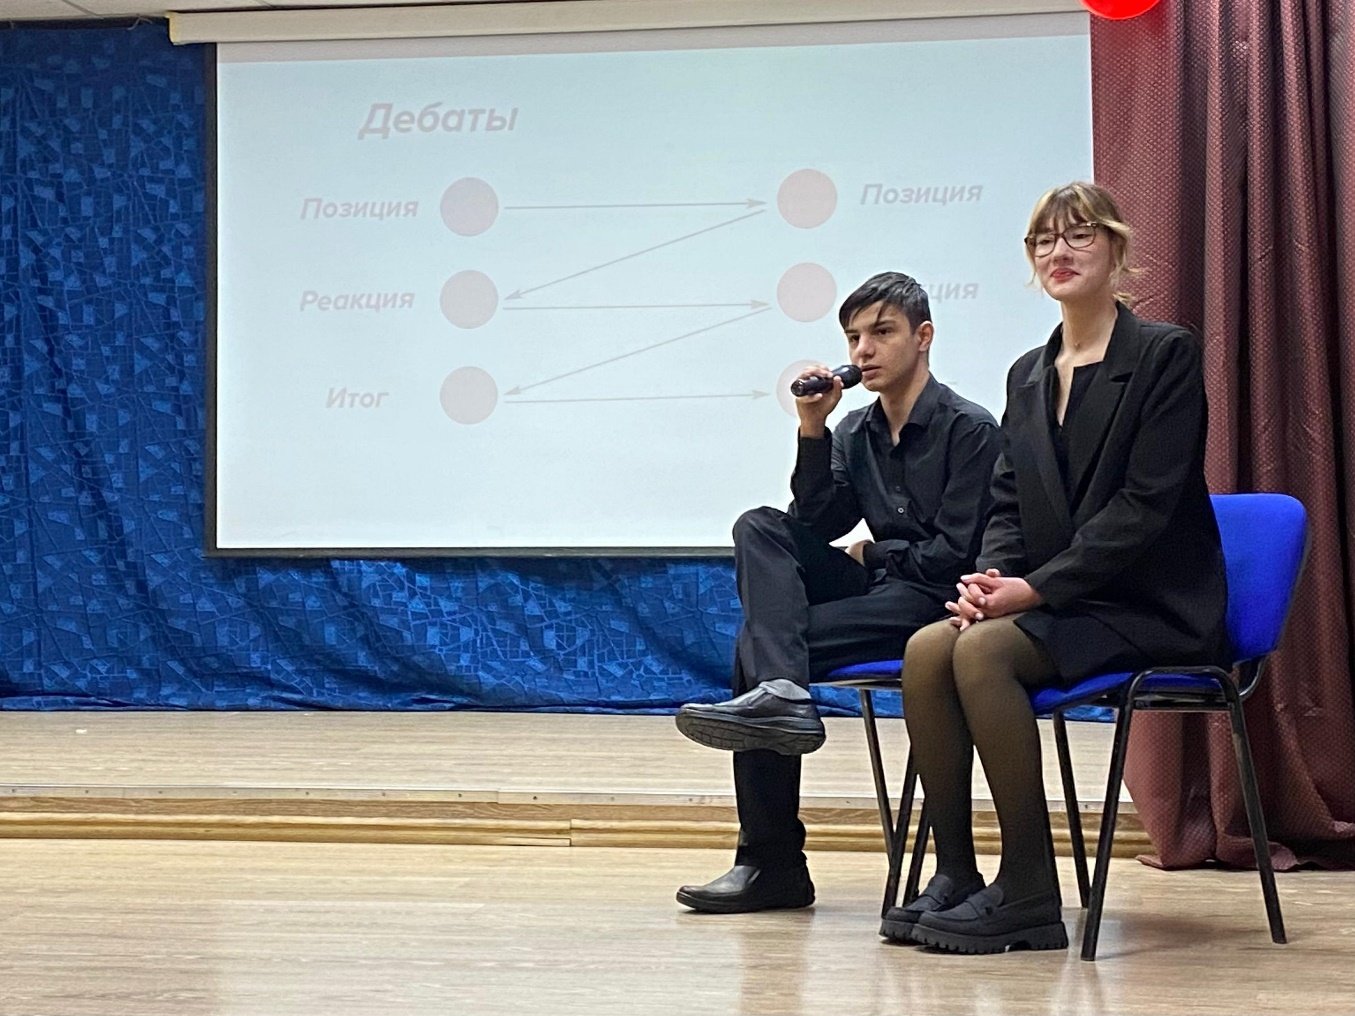 Дебаты
Позиция
Позиция
Реакция
Итог